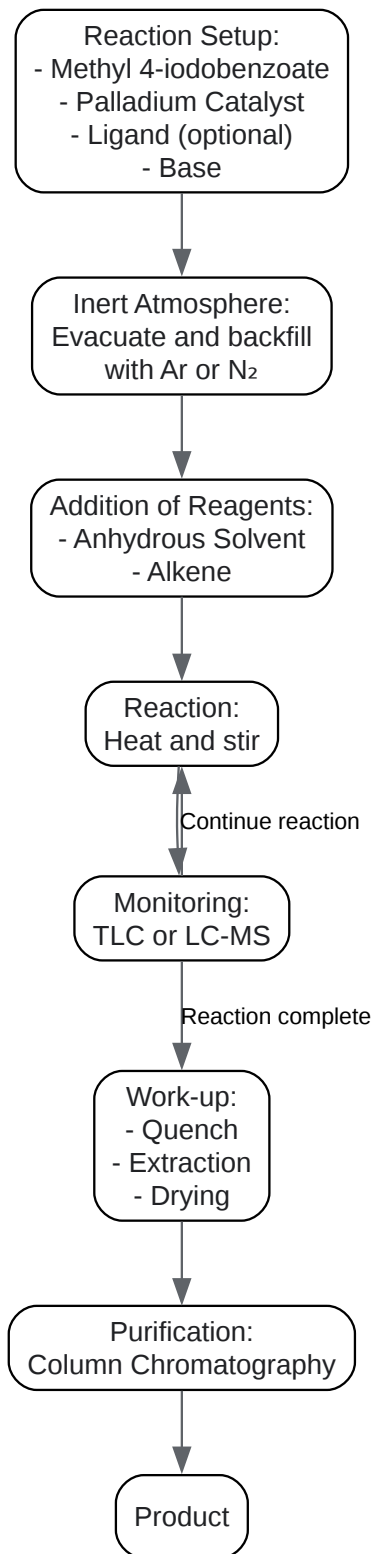 Reaction Setup:
- Methyl 4-iodobenzoate
- Palladium Catalyst
- Ligand (optional)
- Base
Inert Atmosphere:
Evacuate and backfill
with Ar or N₂
Addition of Reagents:
- Anhydrous Solvent
- Alkene
Reaction:
Heat and stir
Continue reaction
Monitoring:
TLC or LC-MS
Reaction complete
Work-up:
- Quench
- Extraction
- Drying
Purification:
Column Chromatography
Product